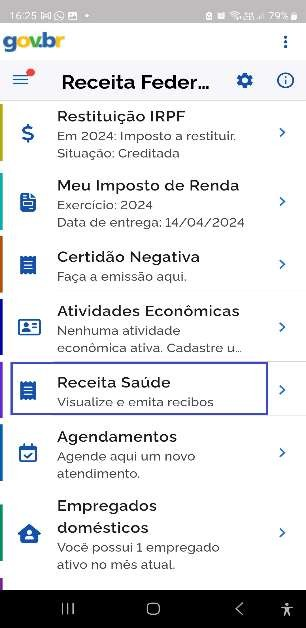 16:25
79%
gov.br
Receita Feder...
Restituição IRPF
Em 2024: Imposto a restituir.
Situação: Creditada
Meu Imposto de Renda
Exercício: 2024
Data de entrega: 14/04/2024
Certidão Negativa
Faça a emissão aqui.
Atividades Econômicas
Nenhuma atividade
econômica ativa. Cadastre u...
Receita Saúde
Visualize e emita recibos
Agendamentos
Agende aqui um novo
atendimento.
Empregados
domésticos
Você possui 1 empregado
ativo no mês atual.